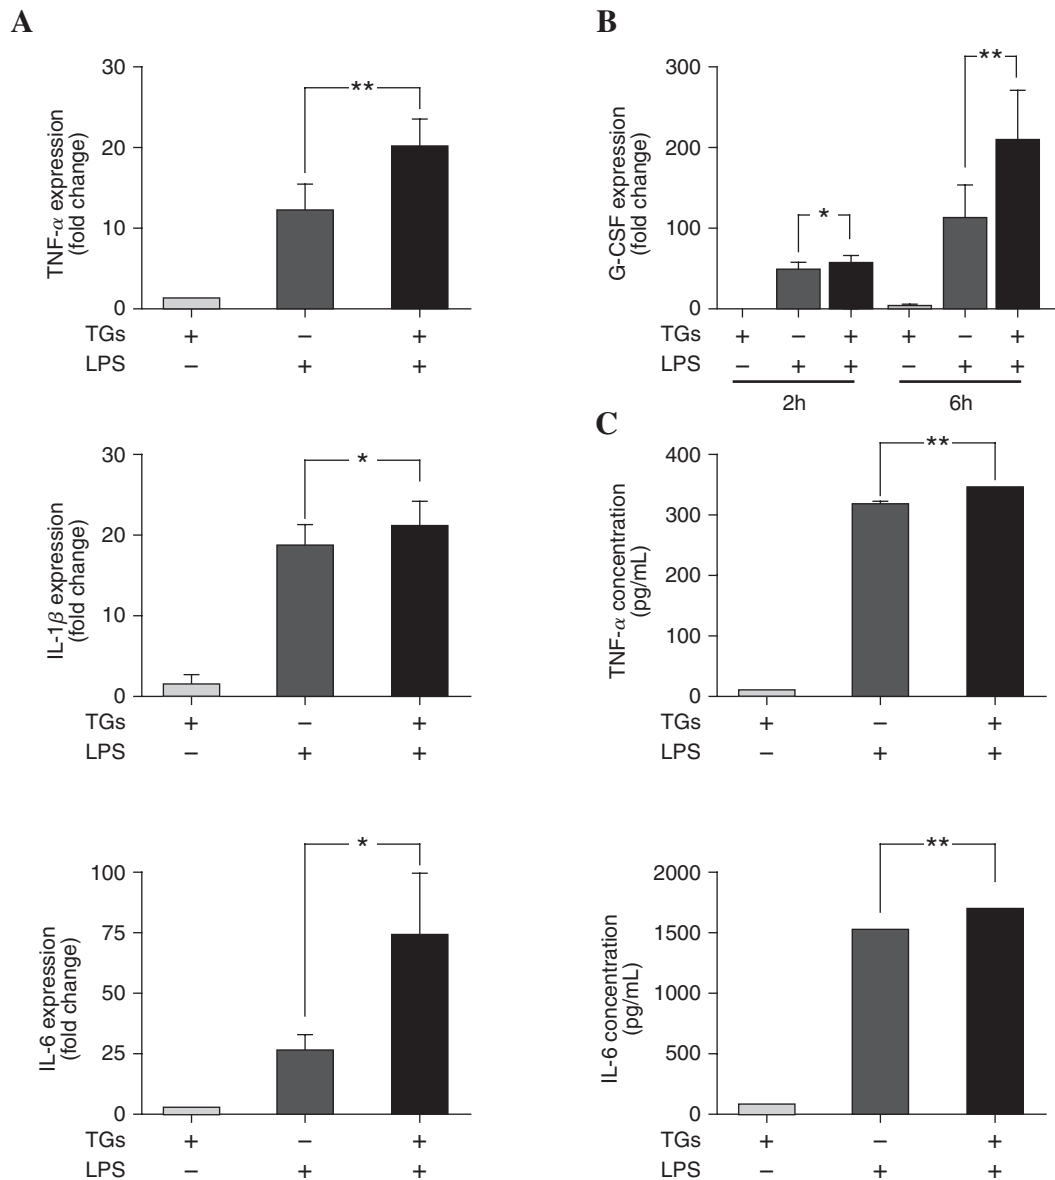 A
TNF-α expression
(fold change)
30
20
10
0
**
TGs + − +
LPS − + +
IL-1β expression
(fold change)
30
20
10
0
*
TGs + − +
LPS − + +
IL-6 expression
(fold change)
100
75
50
25
0
*
TGs + − +
LPS − + +
B
G-CSF expression
(fold change)
300
200
100
0
*
**
TGs + − + + − +
LPS − + + − + +
2h 6h
C
TNF-α concentration
(pg/mL)
400
300
200
100
0
**
TGs + − +
LPS − + +
IL-6 concentration
(pg/mL)
2000
1500
1000
500
0
**
TGs + − +
LPS − + +